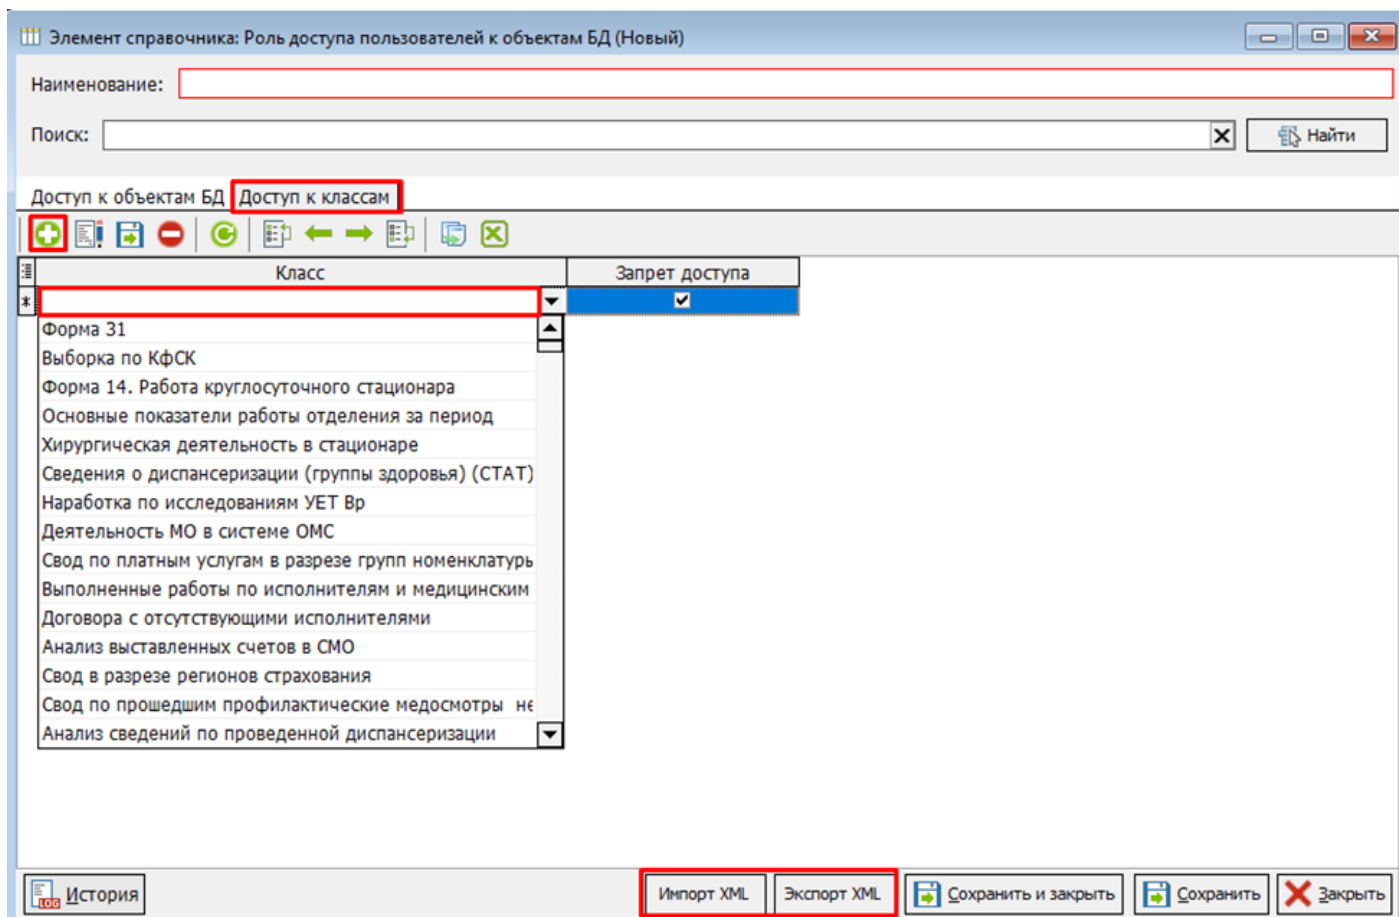 Элемент справочника: Роль доступа пользователей к объектам БД (Новый)
Наименование:
Поиск:
Найти
Доступ к объектам БД Доступ к классам
Класс Запрет доступа
Форма 31
Выборка по КфСК
Форма 14. Работа круглосуточного стационара
Основные показатели работы отделения за период
Хирургическая деятельность в стационаре
Сведения о диспансеризации (группы здоровья) (СТАТ)
Наработка по исследованиям УЕТ Вр
Деятельность МО в системе ОМС
Свод по платным услугам в разрезе групп номенклатуры
Выполненные работы по исполнителям и медицинским
Договора с отсутствующими исполнителями
Анализ выставленных счетов в СМО
Свод в разрезе регионов страхования
Свод по прошедшим профилактические медосмотры не
Анализ сведений по проведенной диспансеризации
LOG История Импорт XML Экспорт XML Сохранить и закрыть Сохранить Закрыть